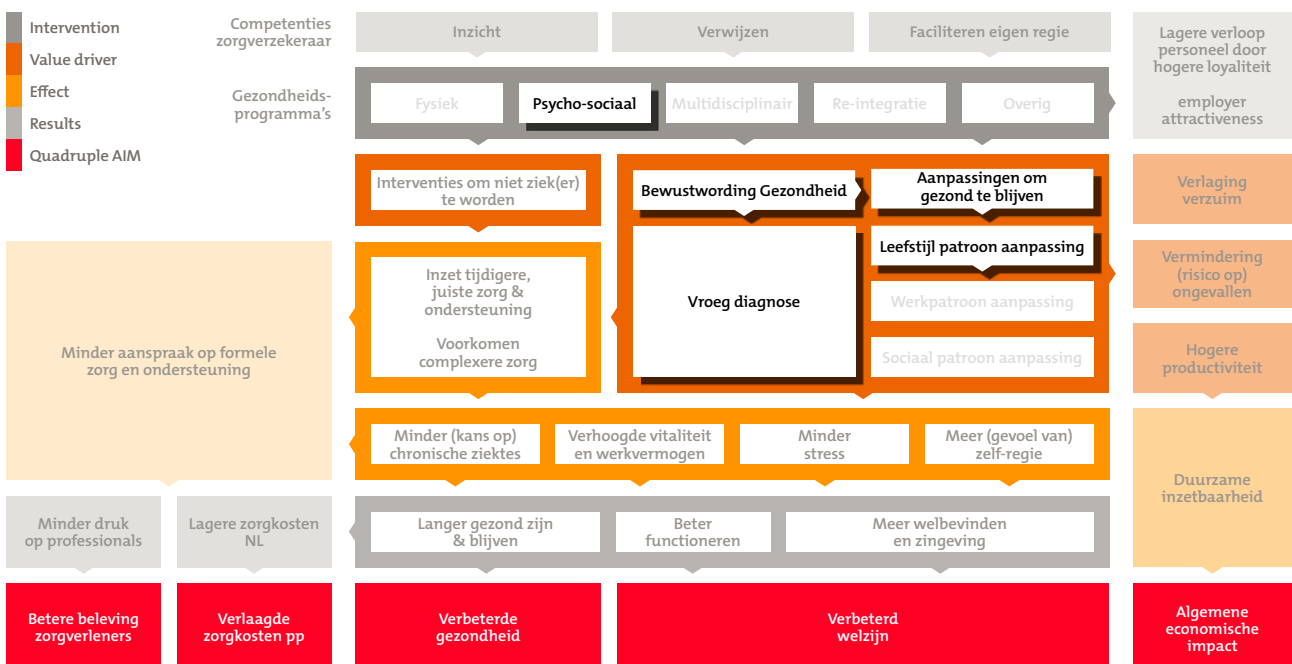 Intervention
Value driver
Effect
Results
Quadruple AIM
Competenties
zorgverzekeraar
Inzicht
Verwijzen
Faciliteren eigen regie
Gezondheids-
programma's
Fysiek
Psycho-sociaal
Multidisciplinair
Re-integratie
Overig
Lagere verloop
personeel door
hogere loyaliteit
employer
attractiveness
Interventies om niet ziek(er)
te worden
Bewustwording Gezondheid
Aanpassingen om
gezond te blijven
Verlaging
verzuim
Leefstijl patroon aanpassing
Vroeg diagnose
Werkpatroon aanpassing
Sociaal patroon aanpassing
Inzet tijdigere,
juiste zorg &
ondersteuning
Voorkomen
complexere zorg
Vermindering
(risico op)
ongevallen
Hogere
productiviteit
Minder aanspraak op formele
zorg en ondersteuning
Minder (kans op)
chronische ziektes
Verhoogde vitaliteit
en werkvermogen
Minder
stress
Meer (gevoel van)
zelf-regie
Duurzame
inzetbaarheid
Minder druk
op professionals
Lagere zorgkosten
NL
Langer gezond zijn
& blijven
Beter
functioneren
Meer welbevinden
en zingeving
Betere beleving
zorgverleners
Verlaagde
zorgkosten pp
Verbeterde
gezondheid
Verbeterd
welzijn
Algemene
economische
impact